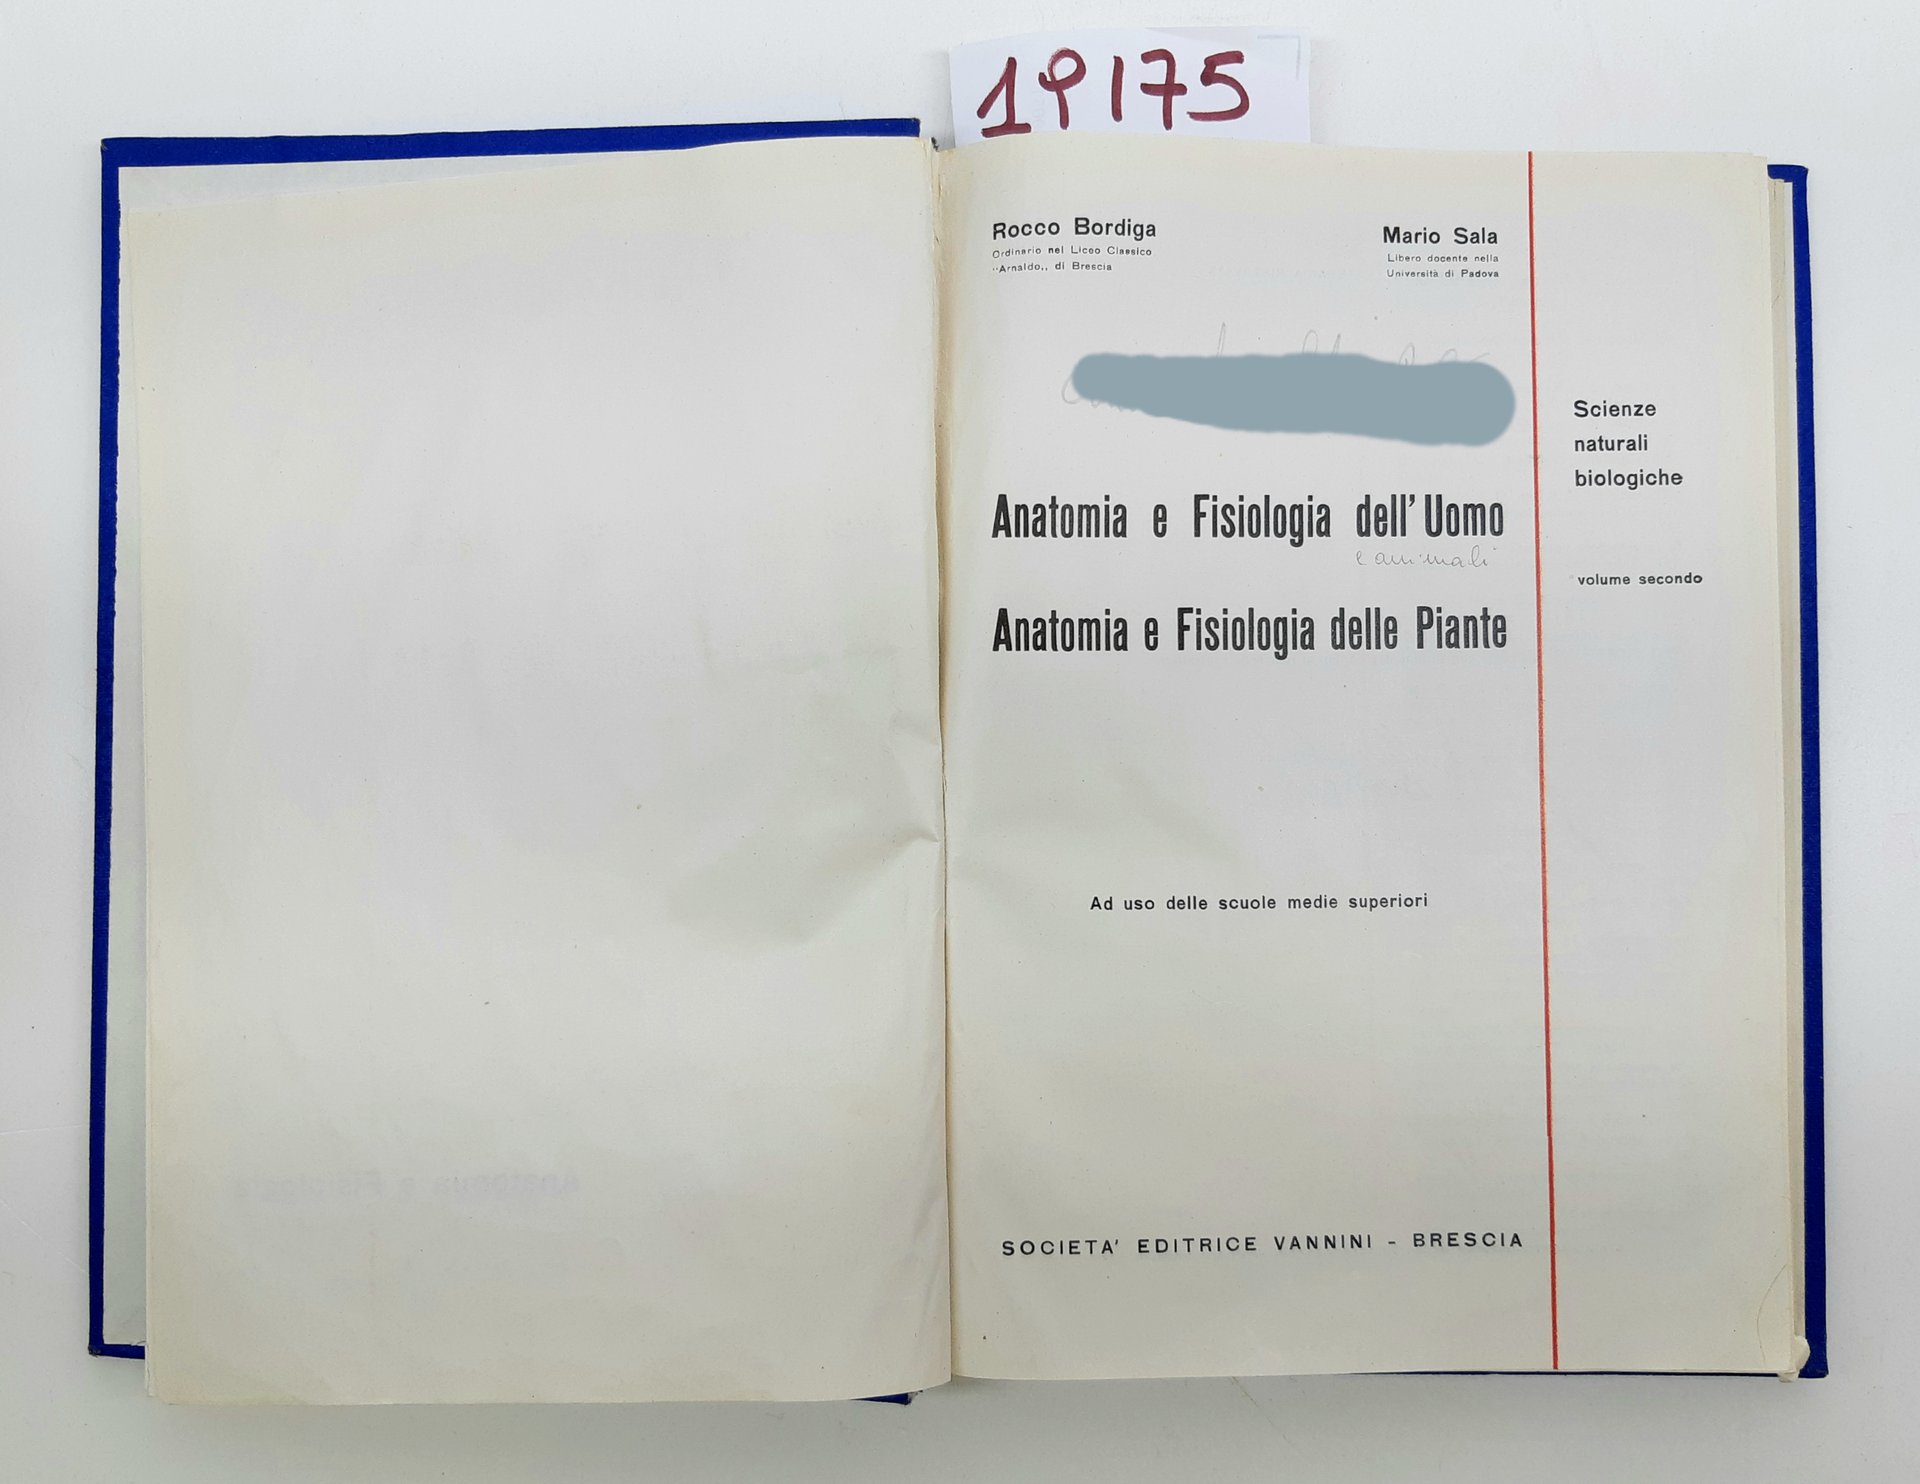 19175
Rocco Bordiga
Ordinario nel Liceo Classico
"Arnaldo,, di Brescia
Mario Sala
Libero docente nella
Università di Padova
Anatomia e Fisiologia dell'Uomo
e animali
Anatomia e Fisiologia delle Piante
Ad uso delle scuole medie superiori
SOCIETA' EDITRICE VANNINI - BRESCIA
Scienze
naturali
biologiche
volume secondo